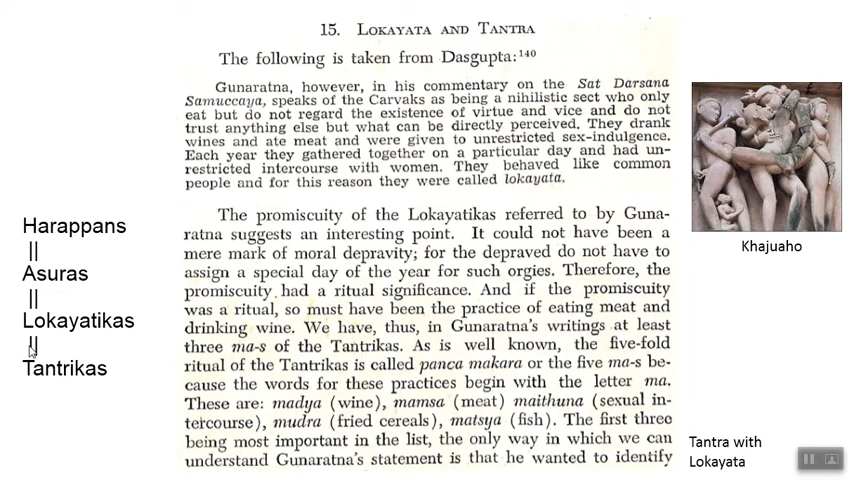 15. LOKAYATA AND TANTRA
The following is taken from Dasgupta:140
Gunaratna, however, in his commentary on the Sat Darsana
Samuccaya, speaks of the Carvaks as being a nihilistic sect who only
eat but do not regard the existence of virtue and vice and do not
trust anything else but what can be directly perceived. They drank
wines and ate meat and were given to unrestricted sex-indulgence.
Each year they gathered together on a particular day and had un-
restricted intercourse with women. They behaved like common
people and for this reason they were called lokayata.
The promiscuity of the Lokayatikas referred to by Guna-
ratna suggests an interesting point. It could not have been a
mere mark of moral depravity; for the depraved do not have to
assign a special day of the year for such orgies. Therefore, the
promiscuity had a ritual significance. And if the promiscuity
was a ritual, so must have been the practice of eating meat and
drinking wine. We have, thus, in Gunaratna's writings at least
three ma-s of the Tantrikas. As is well known, the five-fold
ritual of the Tantrikas is called panca makara or the five ma-s be-
cause the words for these practices begin with the letter ma.
These are: madya (wine), mamsa (meat) maithuna (sexual in-
tercourse), mudra (fried cereals), matsya (fish). The first three
being most important in the list, the only way in which we can
understand Gunaratna's statement is that he wanted to identify
Harappans
||
Asuras
||
Lokayatikas
||
Tantrikas
Khajuaho
Tantra with
Lokayata